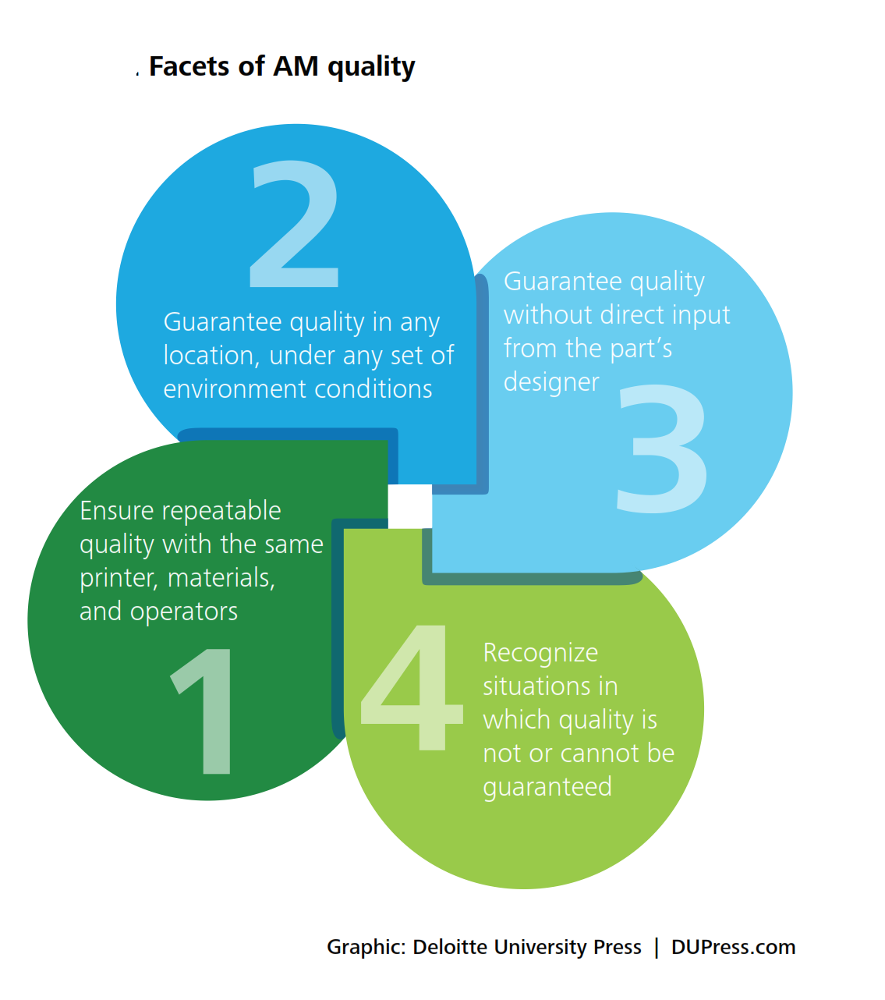 Facets of AM quality
2
Guarantee quality in any
location, under any set of
environment conditions
Guarantee quality
without direct input
from the part’s
designer
3
Ensure repeatable
quality with the same
printer, materials,
and operators
1
4
Recognize
situations in
which quality is
not or cannot be
guaranteed
Graphic: Deloitte University Press | DUPress.com